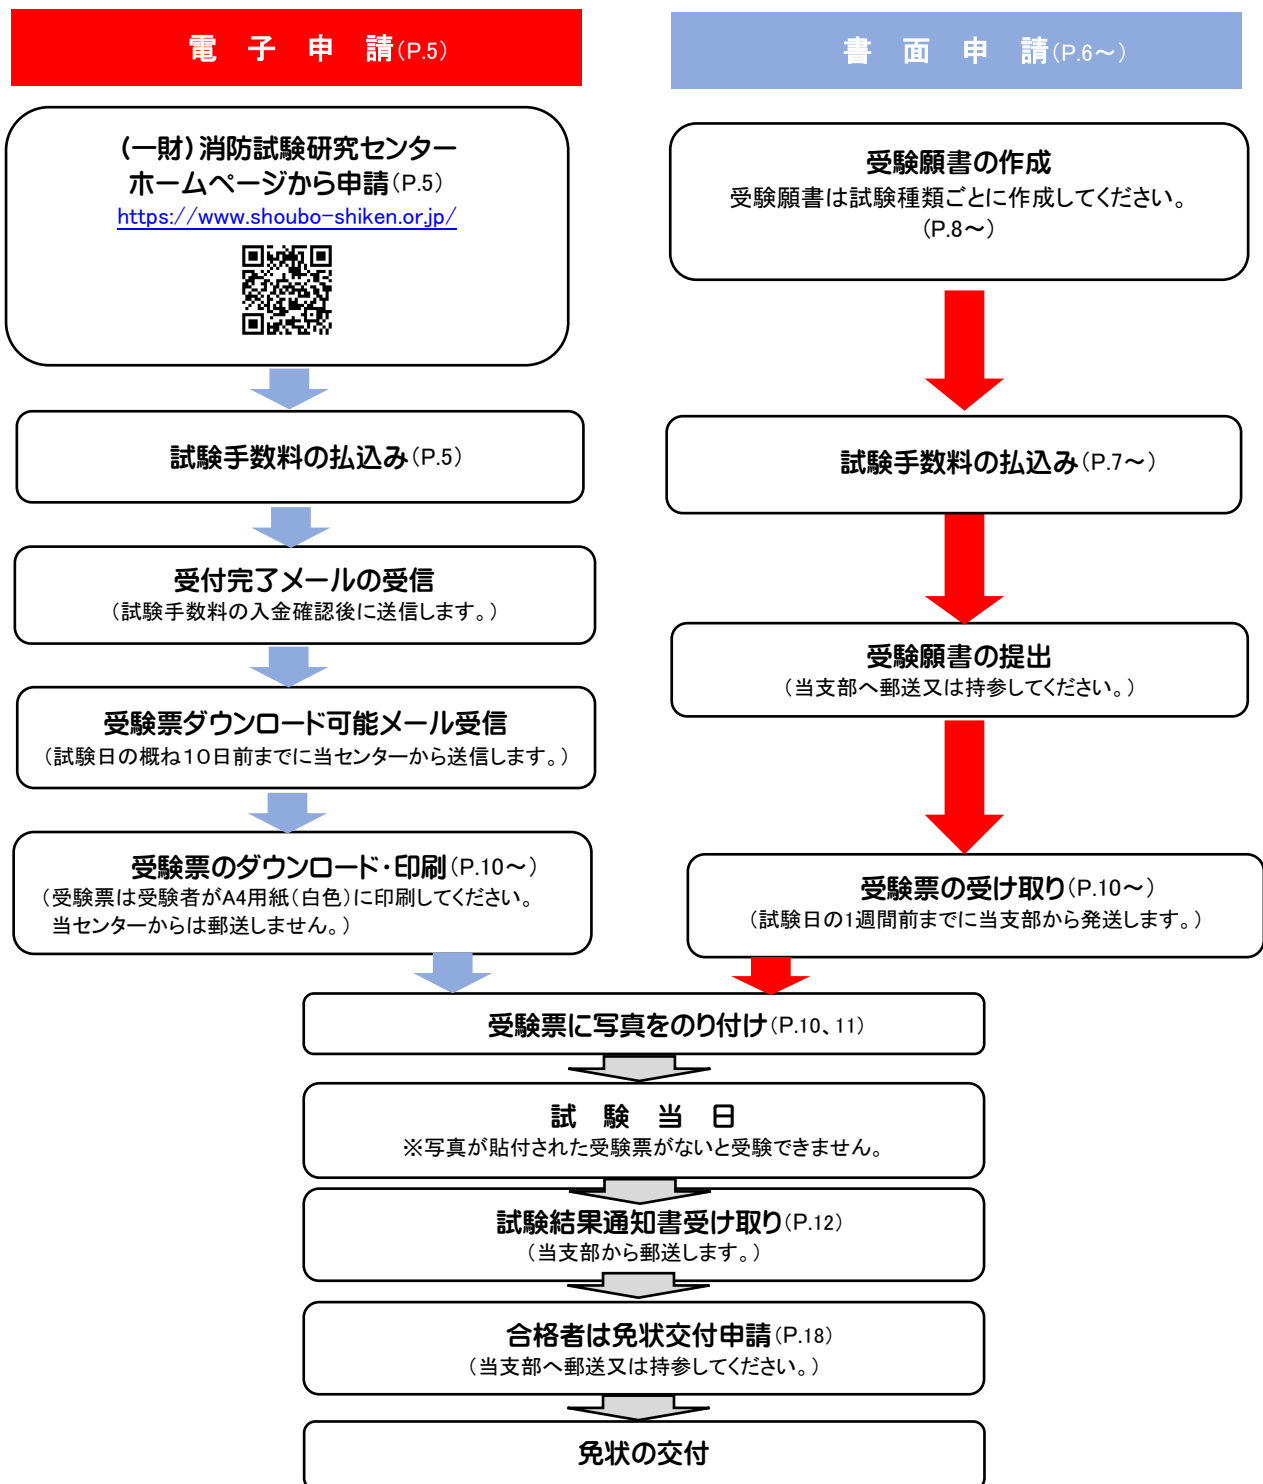 電 子 申 請(P.5)
(一財)消防試験研究センター
ホームページから申請(P.5)
https://www.shoubo-shiken.or.jp/
試験手数料の払込み(P.5)
受付完了メールの受信
(試験手数料の入金確認後に送信します。)
受験票ダウンロード可能メール受信
(試験日の概ね10日前までに当センターから送信します。)
受験票のダウンロード・印刷(P.10～)
(受験票は受験者がA4用紙(白色)に印刷してください。
当センターからは郵送しません。)
書 面 申 請(P.6～)
受験願書の作成
受験願書は試験種類ごとに作成してください。
(P.8～)
試験手数料の払込み(P.7～)
受験願書の提出
(当支部へ郵送又は持参してください。)
受験票の受け取り(P.10～)
(試験日の1週間前までに当支部から発送します。)
受験票に写真をのり付け(P.10、11)
試 験 当 日
※写真が貼付された受験票がないと受験できません。
試験結果通知書受け取り(P.12)
(当支部から郵送します。)
合格者は免状交付申請(P.18)
(当支部へ郵送又は持参してください。)
免状の交付